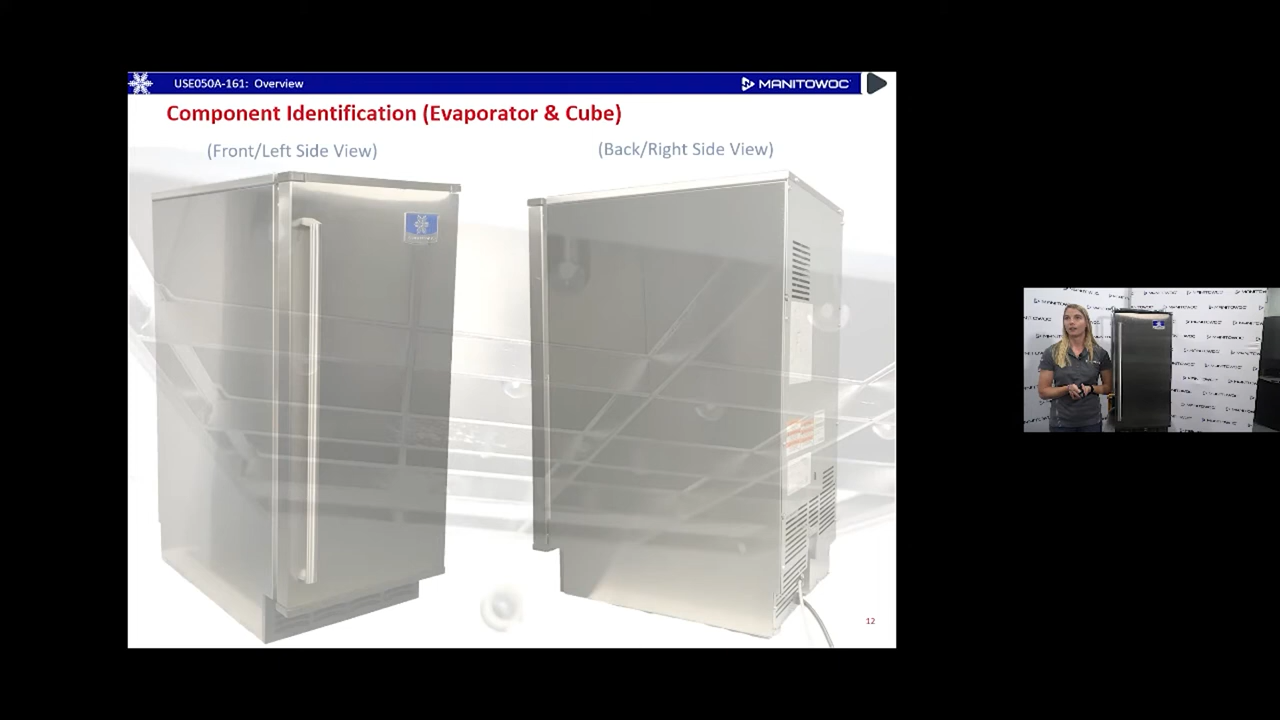 USE050A-161: Overview
MANITOWOC
Component Identification (Evaporator & Cube)
(Front/Left Side View)
(Back/Right Side View)
12